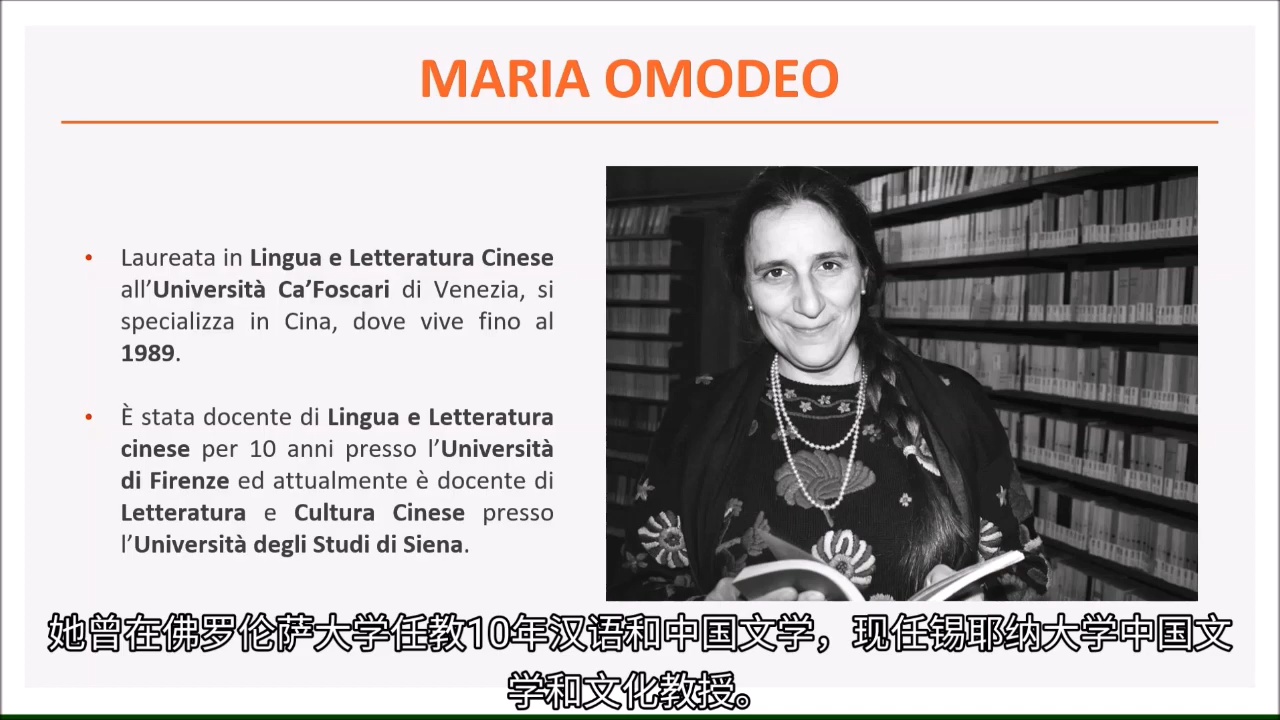 MARIA OMODEO
• Laureata in Lingua e Letteratura Cinese
all’Università Ca’Foscari di Venezia, si
specializza in Cina, dove vive fino al
1989.
• È stata docente di Lingua e Letteratura
cinese per 10 anni presso l’Università
di Firenze ed attualmente è docente di
Letteratura e Cultura Cinese presso
l’Università degli Studi di Siena.
她曾在佛罗伦萨大学任教10年汉语和中国文学，现任锡耶纳大学中国文
学和文化教授。